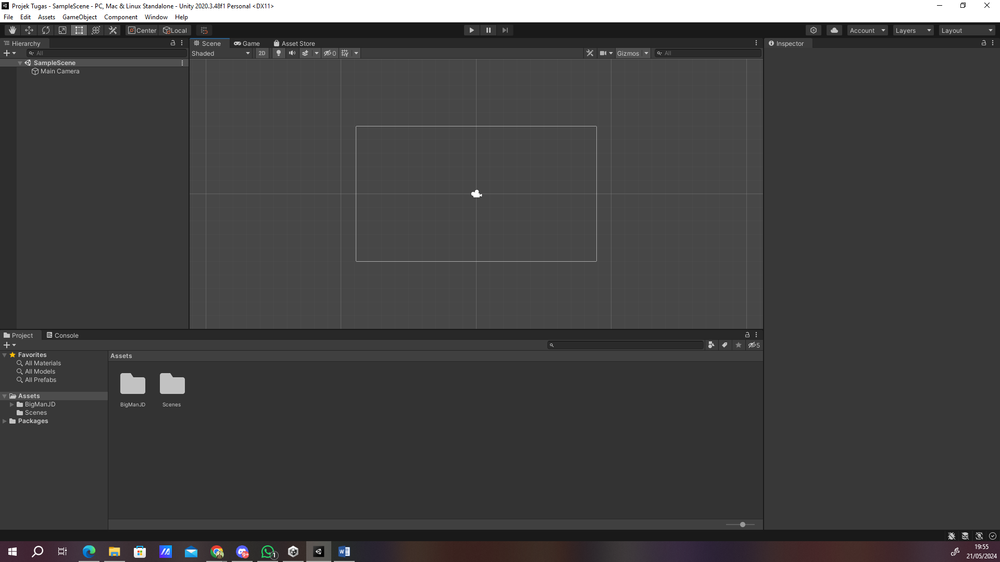 Projek Tugas - SampleScene - PC, Mac & Linux Standalone - Unity 2020.3.48f1 Personal <DX11>
File Edit Assets GameObject Component Window Help
Center Local Account Layers Layout
Hierarchy
All
SampleScene
Main Camera
Scene Game Asset Store
Shaded 2D 0 Gizmos All
Inspector
Project Console
5
Favorites
All Materials
All Models
All Prefabs
Assets
BigManJD
Scenes
Packages
Assets
BigManJD Scenes
9+ 1
19:55
21/05/2024